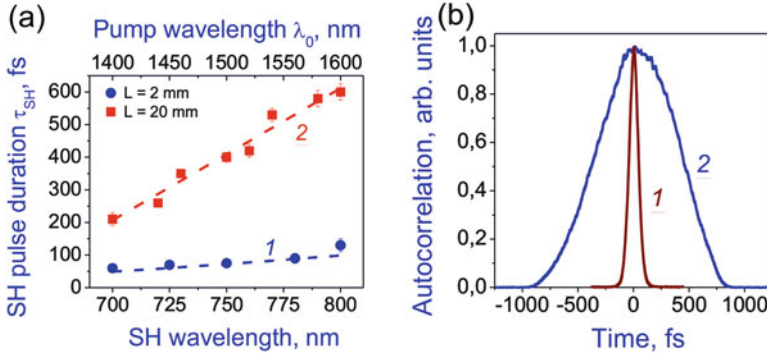 (a)
Pump wavelength λ₀, nm
1400 1450 1500 1550 1600
SH pulse duration τSH, fs
600
500
400
300
200
100
0
L = 2 mm
L = 20 mm
2
1
700 725 750 775 800
SH wavelength, nm
(b)
Autocorrelation, arb. units
1,0
0,8
0,6
0,4
0,2
0,0
2
1
-1000 -500 0 500 1000
Time, fs